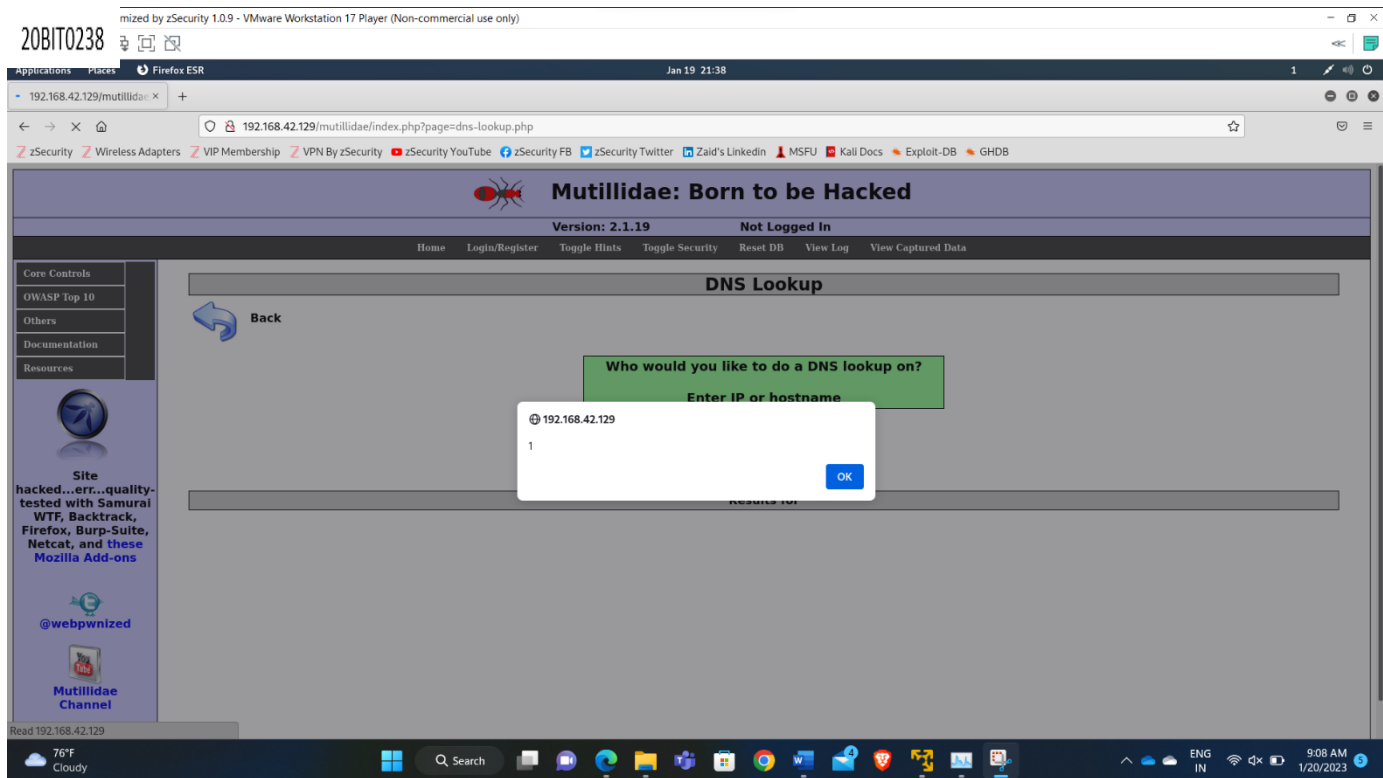 mized by zSecurity 1.0.9 - VMware Workstation 17 Player (Non-commercial use only)
20BIT0238
Applications Places Firefox ESR Jan 19 21:38 1
192.168.42.129/mutillidae × +
192.168.42.129/mutillidae/index.php?page=dns-lookup.php
zSecurity Wireless Adapters VIP Membership VPN By zSecurity zSecurity YouTube zSecurity FB zSecurity Twitter Zaid's Linkedin MSFU Kali Docs Exploit-DB GHDB
Mutillidae: Born to be Hacked
Version: 2.1.19 Not Logged In
Home Login/Register Toggle Hints Toggle Security Reset DB View Log View Captured Data
Core Controls
OWASP Top 10
Others
Documentation
Resources
Site
hacked...err...quality-
tested with Samurai
WTF, Backtrack,
Firefox, Burp-Suite,
Netcat, and these
Mozilla Add-ons
@webpwnized
Tube
Mutillidae
Channel
DNS Lookup
Back
Who would you like to do a DNS lookup on?
Enter IP or hostname
192.168.42.129
1
OK
Results for
Read 192.168.42.129
76°F
Cloudy
Search
4
ENG
IN
9:08 AM
1/20/2023
5